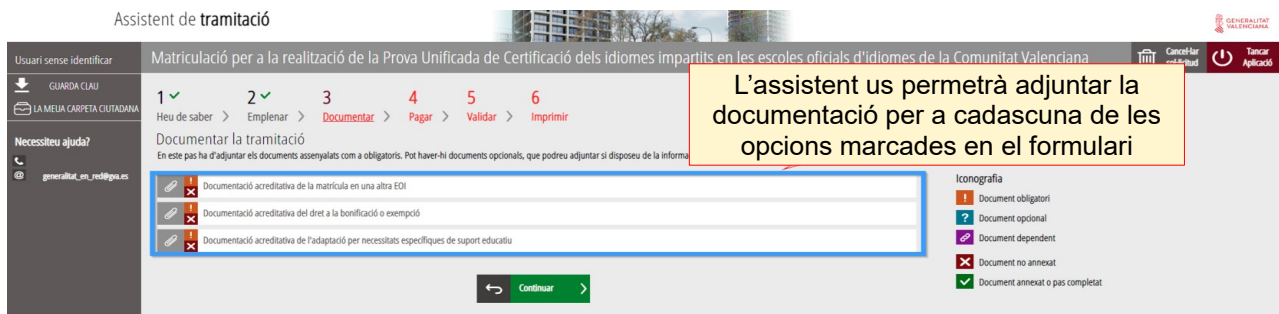 Assistent de tramitació
GENERALITAT
VALENCIANA
Usuari sense identificar
Matriculació per a la realització de la Prova Unificada de Certificació dels idiomes impartits en les escoles oficials d'idiomes de la Comunitat Valenciana
Cancel·lar
sol·licitud
Tancar
Aplicació
GUARDA CLAU
LA MEUA CARPETA CIUTADANA
Necessiteu ajuda?
generalitat_en_red@gva.es
1
2
3
4
5
6
Heu de saber > Emplenar > Documentar > Pagar > Validar > Imprimir
L'assistent us permetrà adjuntar la
documentació per a cadascuna de les
opcions marcades en el formulari
Documentar la tramitació
En este pas ha d'adjuntar els documents assenyalats com a obligatoris. Pot haver-hi documents opcionals, que podreu adjuntar si disposeu de la informa
Documentació acreditativa de la matrícula en una altra EOI
Documentació acreditativa del dret a la bonificació o exempció
Documentació acreditativa de l'adaptació per necessitats específiques de suport educatiu
Iconografia
! Document obligatori
? Document opcional
Document dependent
Document no annexat
Document annexat o pas completat
Continuar >